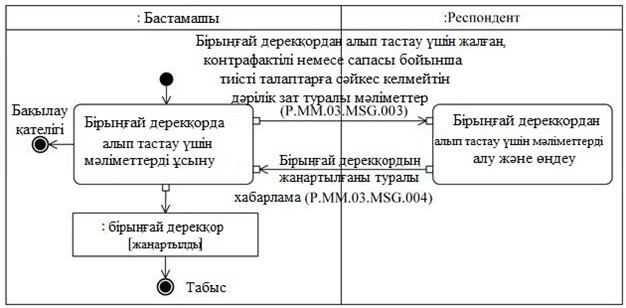 : Бастамашы
:Респондент
Бірыңғай дерекқордан алып тастау үшін жалған,
контрафактілі немесе сапасы бойынша
тиісті талаптарға сәйкес келмейтін
дәрілік зат туралы мәліметтер
(P.MM.03.MSG.003)
Бақылау
қателігі
Бірыңғай дерекқорда
алып тастау үшін
мәліметтерді ұсыну
Бірыңғай дерекқордан
алып тастау үшін мәліметтерді
алу және өңдеу
Бірыңғай дерекқордың
жаңартылғаны туралы
хабарлама (P.MM.03.MSG.004)
: бірыңғай дерекқор
[жаңартылды]
Табыс